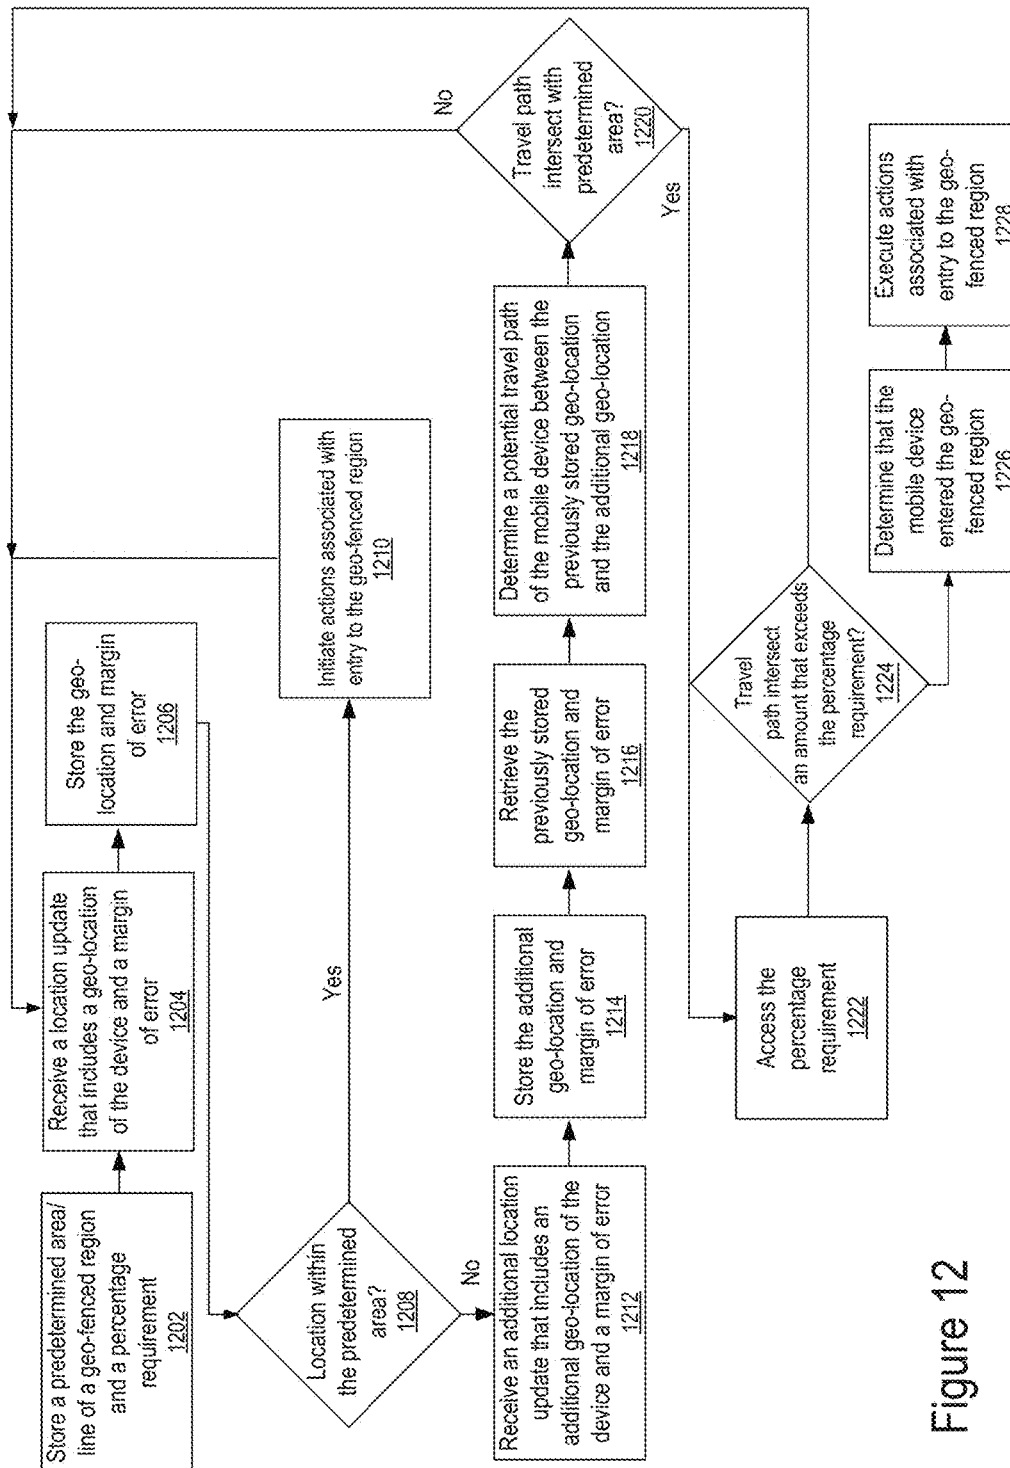 Store a predetermined area/
line of a geo-fenced region
and a percentage
requirement
1202
Receive a location update
that includes a geo-location
of the device and a margin
of error
1204
Store the geo-
location and margin
of error
1206
Location within
the predetermined
area?
1208
Yes
No
Initiate actions associated with
entry to the geo-fenced region
1210
Receive an additional location
update that includes an
additional geo-location of the
device and a margin of error
1212
Store the additional
geo-location and
margin of error
1214
Retrieve the
previously stored
geo-location and
margin of error
1216
Determine a potential travel path
of the mobile device between the
previously stored geo-location
and the additional geo-location
1218
Travel path
intersect with
predetermined
area?
1220
No
Yes
Access the
percentage
requirement
1222
Travel
path intersect
an amount that exceeds
the percentage
requirement?
1224
Determine that the
mobile device
entered the geo-
fenced region
1226
Execute actions
associated with
entry to the geo-
fenced region
1228
Figure 12